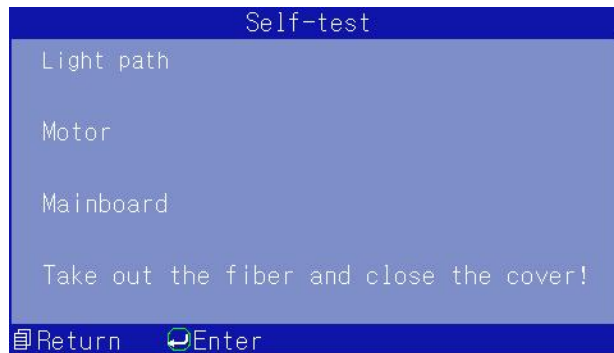 Self-test
Light path
Motor
Mainboard
Take out the fiber and close the cover!
Return Enter